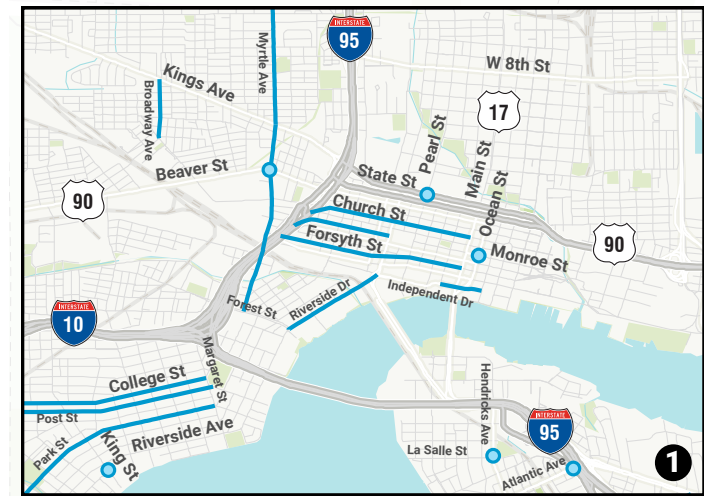 INTERSTATE
95
Myrtle Ave
W 8th St
Kings Ave
Broadway Ave
17
Pearl St
Beaver St
State St
Main St
Ocean St
90
Church St
Forsyth St
Monroe St
90
Riverside Dr
Independent Dr
Forest St
INTERSTATE
10
Margaret St
College St
Post St
Hendricks Ave
Riverside Ave
INTERSTATE
95
Park St
King St
La Salle St
Atlantic Ave
1